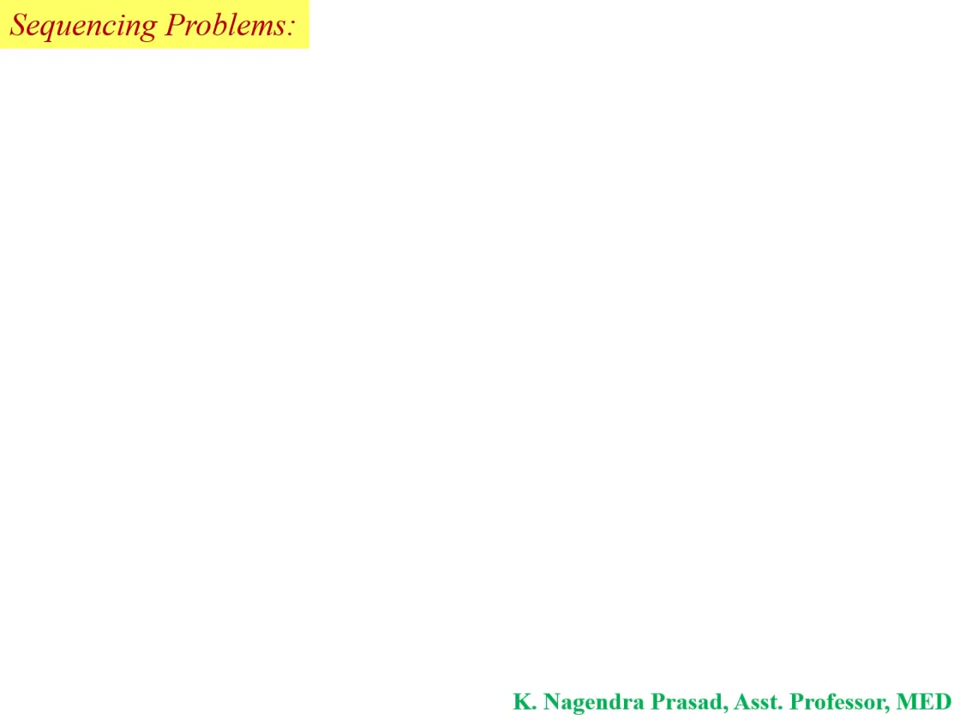 Sequencing Problems:
K. Nagendra Prasad, Asst. Professor, MED